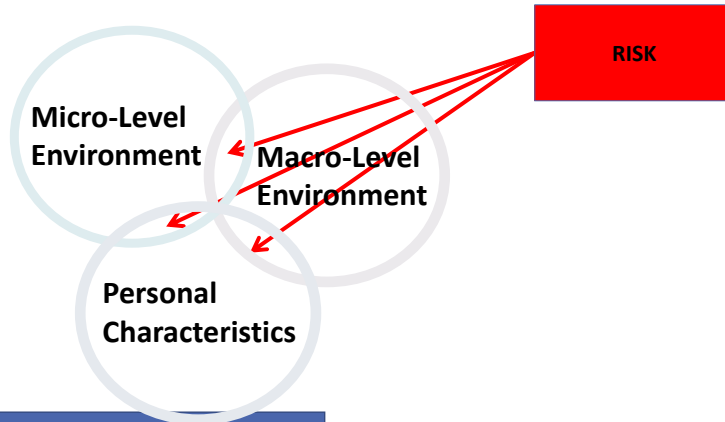 RISK
Micro-Level
Environment
Macro-Level
Environment
Personal
Characteristics